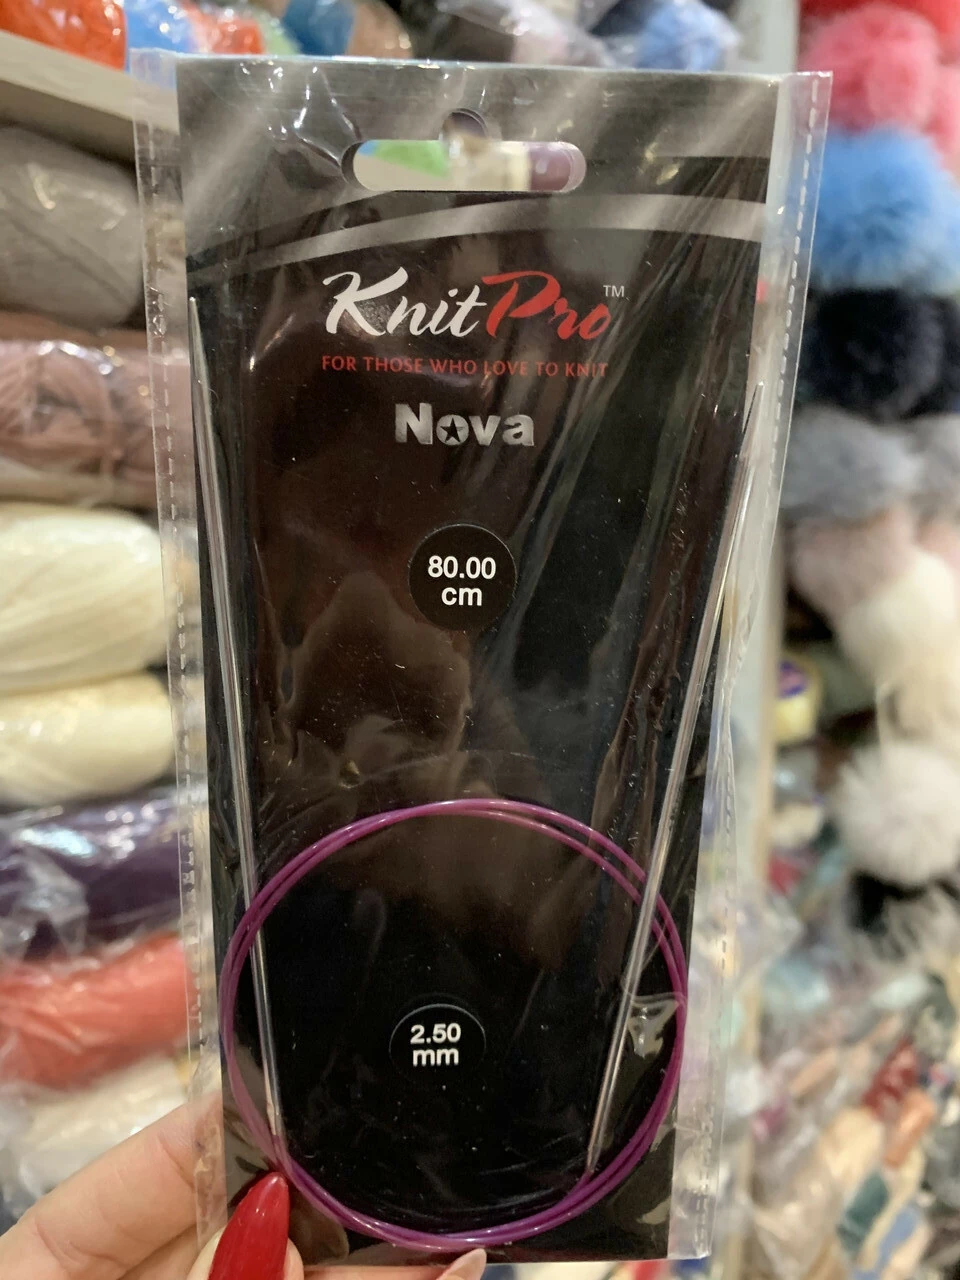 KnitPro™
FOR THOSE WHO LOVE TO KNIT
Nova
80.00
cm
2.50
mm